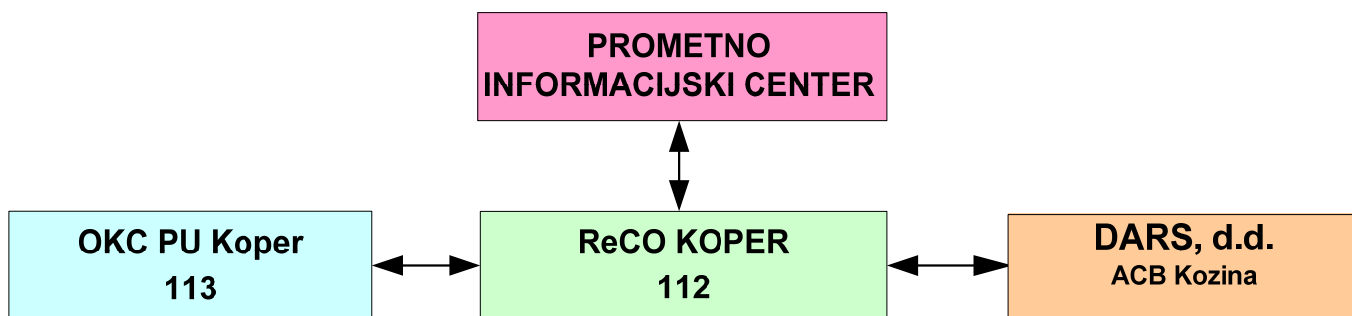 PROMETNO
INFORMACIJSKI CENTER
OKC PU Koper
113
ReCO KOPER
112
DARS, d.d.
ACB Kozina